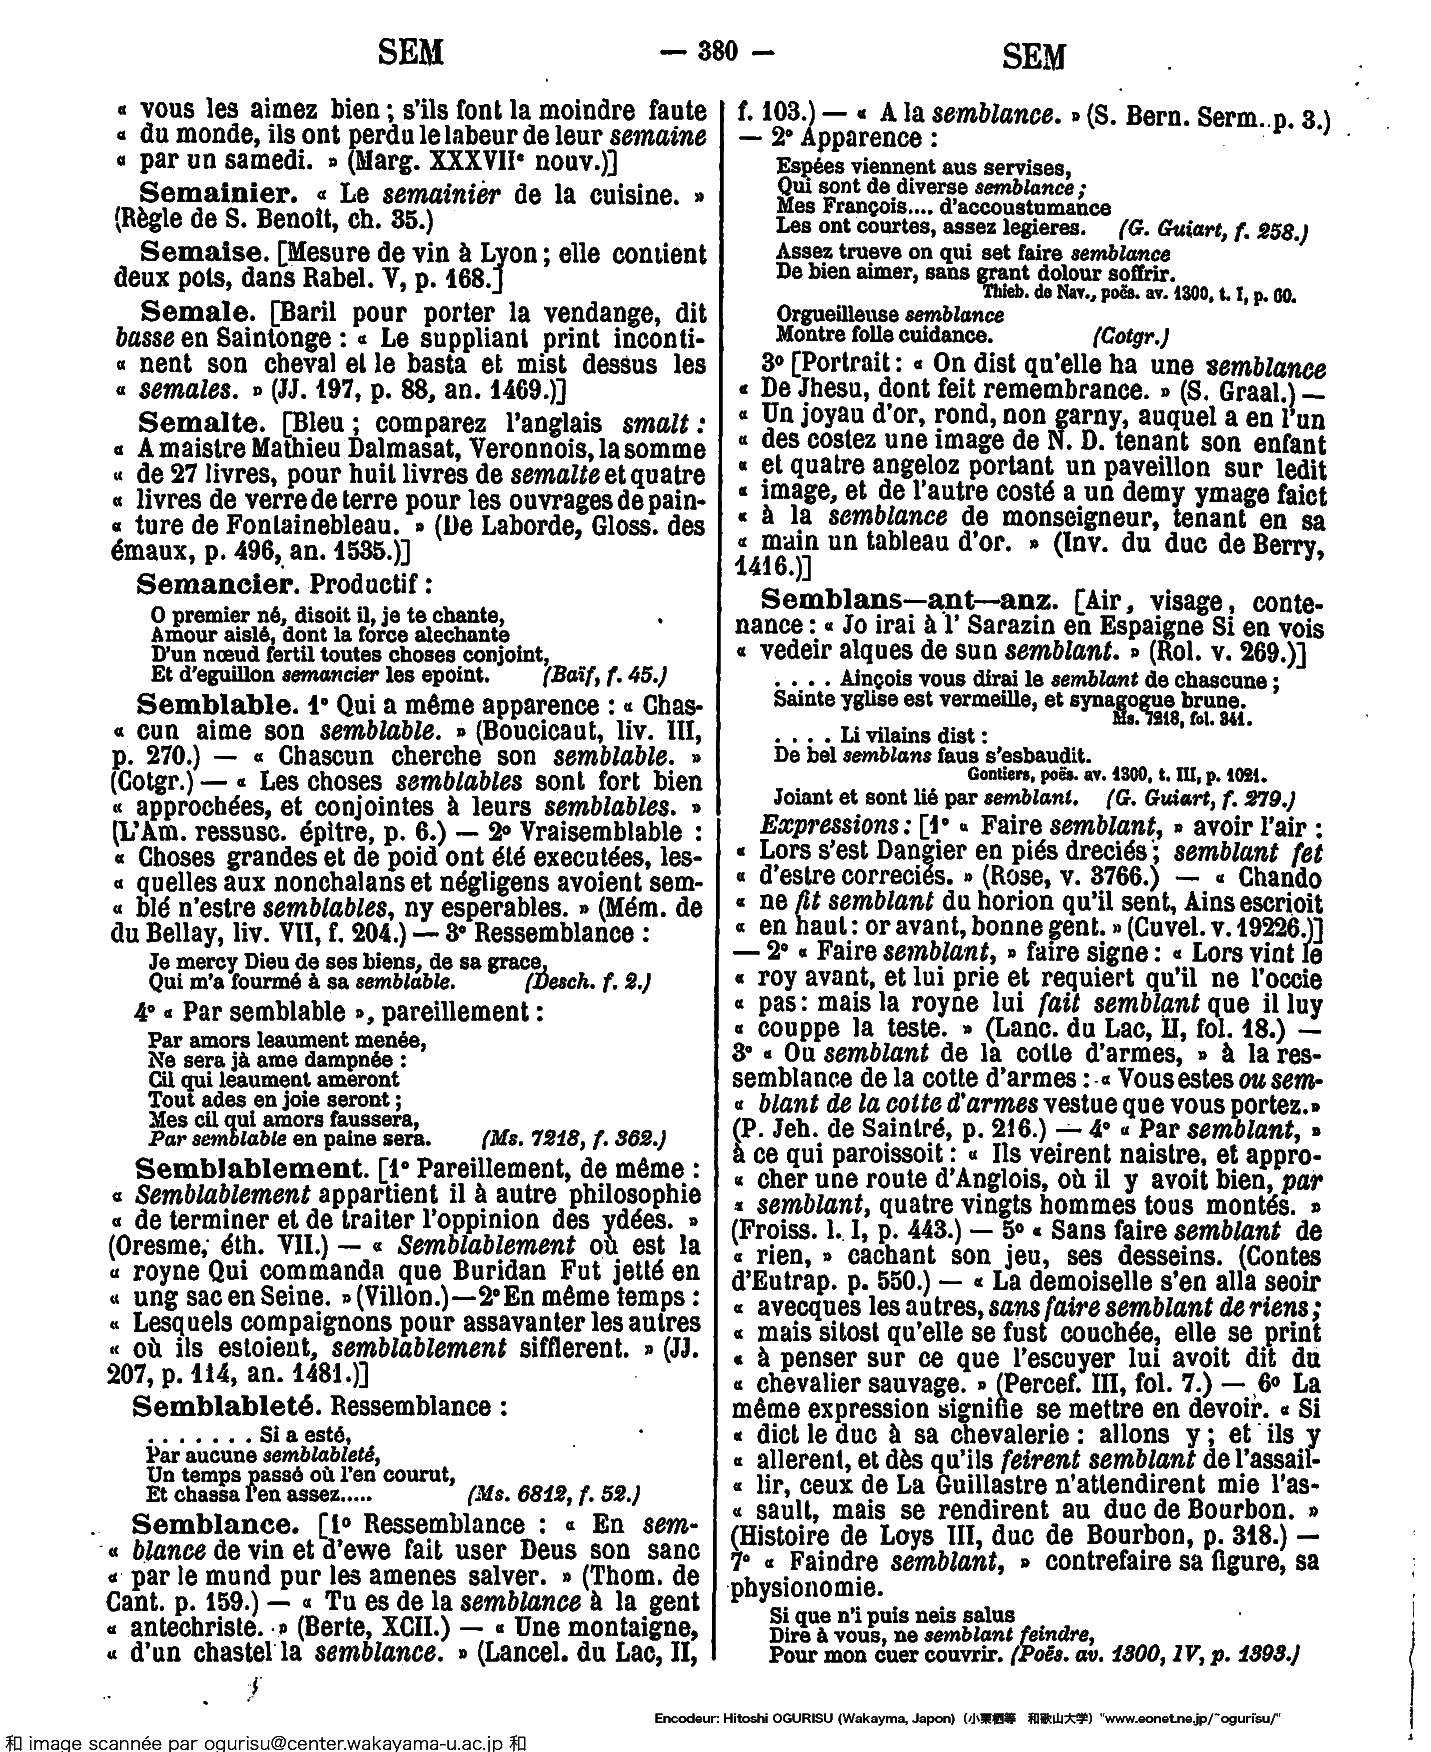 SEM
— 380 —
SEM
« vous les aimez bien ; s'ils font la moindre faute
« du monde, ils ont perdu le labeur de leur semaine
« par un samedi. » (Marg. XXXVIIe nouv.)]
Semainier. « Le semainier de la cuisine. »
(Règle de S. Benoît, ch. 35.)
Semaise. [Mesure de vin à Lyon ; elle contient
deux pots, dans Rabel. V, p. 168.]
Semale. [Baril pour porter la vendange, dit
basse en Saintonge : « Le suppliant print inconti-
« nent son cheval et le basta et mist dessus les
« semales. » (JJ. 197, p. 88, an. 1469.)]
Semalte. [Bleu ; comparez l'anglais smalt :
« A maistre Mathieu Dalmasat, Veronnois, la somme
« de 27 livres, pour huit livres de semalte et quatre
« livres de verre de terre pour les ouvrages de pain-
« ture de Fontainebleau. » (De Laborde, Gloss. des
émaux, p. 496, an. 1535.)]
Semancier. Productif :
O premier né, disoit il, je te chante,
Amour aislé, dont la force alechante
D'un nœud fertil toutes choses conjoint,
Et d'eguillon semancier les epoint. (Baïf, f. 45.)
Semblable. 1° Qui a même apparence : « Chas-
« cun aime son semblable. » (Boucicaut, liv. III,
p. 270.) — « Chascun cherche son semblable. »
(Cotgr.) — « Les choses semblables sont fort bien
« approchées, et conjointes à leurs semblables. »
(L'Am. ressusc. épitre, p. 6.) — 2° Vraisemblable :
« Choses grandes et de poid ont été executées, les-
« quelles aux nonchalans et négligens avoient sem-
« blé n'estre semblables, ny esperables. » (Mém. de
du Bellay, liv. VII, f. 204.) — 3° Ressemblance :
Je mercy Dieu de ses biens, de sa grace,
Qui m'a fourmé à sa semblable. (Desch. f. 2.)
4° « Par semblable », pareillement :
Par amors leaument menée,
Ne sera jà ame dampnée :
Cil qui leaument ameront
Tout ades en joie seront ;
Mes cil qui amors faussera,
Par semblable en paine sera. (Ms. 7218, f. 362.)
Semblablement. [1° Pareillement, de même :
« Semblablement appartient il à autre philosophie
« de terminer et de traiter l'oppinion des ydées. »
(Oresme, éth. VII.) — « Semblablement où est la
« royne Qui commanda que Buridan Fut jetté en
« ung sac en Seine. » (Villon.) — 2° En même temps :
« Lesquels compaignons pour assavanter les autres
« où ils estoient, semblablement sifflerent. » (JJ.
207, p. 114, an. 1481.)]
Semblableté. Ressemblance :
. . . . . . . Si a esté,
Par aucune semblableté,
Un temps passé où l'en courut,
Et chassa l'en assez..... (Ms. 6812, f. 52.)
Semblance. [1° Ressemblance : « En sem-
« blance de vin et d'ewe fait user Deus son sanc
« par le mund pur les amenes salver. » (Thom. de
Cant. p. 159.) — « Tu es de la semblance à la gent
« antechriste. » (Berte, XCII.) — « Une montaigne,
« d'un chastel la semblance. » (Lancel. du Lac, II,
f. 103.) — « A la semblance. » (S. Bern. Serm. p. 3.)
— 2° Apparence :
Espées viennent aus servises,
Qui sont de diverse semblance ;
Mes François.... d'accoustumance
Les ont courtes, assez legieres. (G. Guiart, f. 258.)
Assez trueve on qui set faire semblance
De bien aimer, sans grant dolour soffrir.
Thieb. de Nav., poës. av. 1300, t. I, p. 60.
Orgueilleuse semblance
Montre folle cuidance. (Cotgr.)
3° [Portrait : « On dist qu'elle ha une semblance
« De Jhesu, dont feit remembrance. » (S. Graal.) —
« Un joyau d'or, rond, non garny, auquel a en l'un
« des costez une image de N. D. tenant son enfant
« et quatre angeloz portant un paveillon sur ledit
« image, et de l'autre costé a un demy ymage faict
« à la semblance de monseigneur, tenant en sa
« main un tableau d'or. » (Inv. du duc de Berry,
1416.)]
Semblans—ant—anz. [Air, visage, conte-
nance : « Jo irai à l' Sarazin en Espaigne Si en vois
« vedeir alques de sun semblant. » (Rol. v. 269.)]
. . . . Ainçois vous dirai le semblant de chascune ;
Sainte yglise est vermeille, et synagogue brune.
Ms. 7218, fol. 341.
. . . . Li vilains dist :
De bel semblans faus s'esbaudit.
Gontiers, poës. av. 1300, t. III, p. 1021.
Joiant et sont lié par semblant. (G. Guiart, f. 279.)
Expressions : [1° « Faire semblant, » avoir l'air :
« Lors s'est Dangier en piés dreciés ; semblant fet
« d'estre correciés. » (Rose, v. 3766.) — « Chando
« ne fit semblant du horion qu'il sent, Ains escrioit
« en haut : or avant, bonne gent. » (Cuvel. v. 19226.)]
— 2° « Faire semblant, » faire signe : « Lors vint le
« roy avant, et lui prie et requiert qu'il ne l'occie
« pas : mais la royne lui fait semblant que il luy
« couppe la teste. » (Lanc. du Lac, II, fol. 18.) —
3° « Ou semblant de la cotte d'armes, » à la res-
semblance de la cotte d'armes : « Vous estes ou sem-
« blant de la cotte d'armes vestue que vous portez. »
(P. Jeh. de Saintré, p. 216.) — 4° « Par semblant, »
à ce qui paroissoit : « Ils veirent naistre, et appro-
« cher une route d'Anglois, où il y avoit bien, par
« semblant, quatre vingts hommes tous montés. »
(Froiss. l. I, p. 443.) — 5° « Sans faire semblant de
« rien, » cachant son jeu, ses desseins. (Contes
d'Eutrap. p. 550.) — « La demoiselle s'en alla seoir
« avecques les autres, sans faire semblant de riens ;
« mais sitost qu'elle se fust couchée, elle se print
« à penser sur ce que l'escuyer lui avoit dit du
« chevalier sauvage. » (Percef. III, fol. 7.) — 6° La
même expression signifie se mettre en devoir. « Si
« dict le duc à sa chevalerie : allons y ; et ils y
« allerent, et dès qu'ils feirent semblant de l'assail-
« lir, ceux de La Guillastre n'attendirent mie l'as-
« sault, mais se rendirent au duc de Bourbon. »
(Histoire de Loys III, duc de Bourbon, p. 318.) —
7° « Faindre semblant, » contrefaire sa figure, sa
physionomie.
Si que n'i puis neis salus
Dire à vous, ne semblant feindre,
Pour mon cuer couvrir. (Poës. av. 1300, IV, p. 1393.)
Encodeur: Hitoshi OGURISU (Wakayma, Japon) (小栗栖等 和歌山大学) "www.eonet.ne.jp/~ogurisu/"
和 image scannée par ogurisu@center.wakayama-u.ac.jp 和